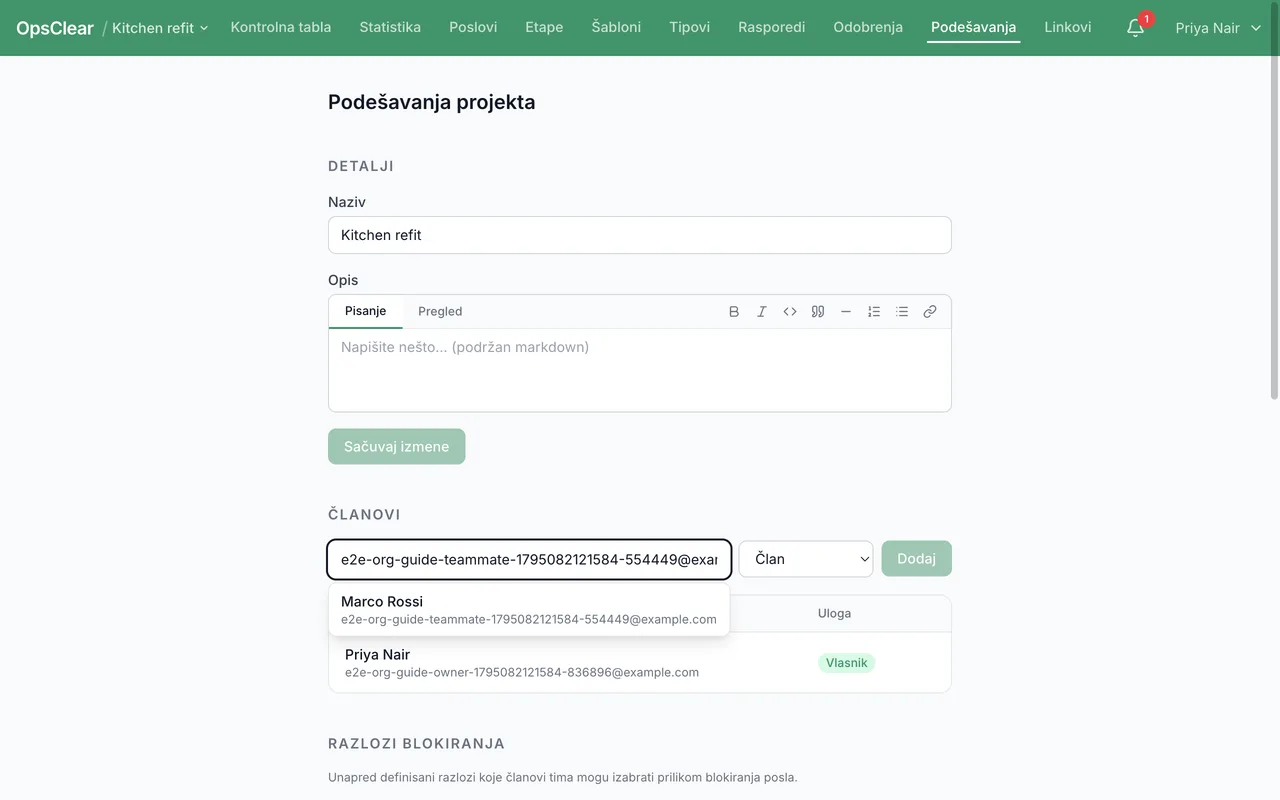 OpsClear / Kitchen refit Kontrolna tabla Statistika Poslovi Etape Šabloni Tipovi Rasporedi Odobrenja Podešavanja Linkovi 1 Priya Nair
Podešavanja projekta
DETALJI
Naziv
Kitchen refit
Opis
Pisanje Pregled
Napišite nešto... (podržan markdown)
Sačuvaj izmene
ČLANOVI
e2e-org-guide-teammate-1795082121584-554449@exam Član Dodaj
Marco Rossi
e2e-org-guide-teammate-1795082121584-554449@example.com
Uloga
Priya Nair
e2e-org-guide-owner-1795082121584-836896@example.com
Vlasnik
RAZLOZI BLOKIRANJA
Unapred definisani razlozi koje članovi tima mogu izabrati prilikom blokiranja posla.